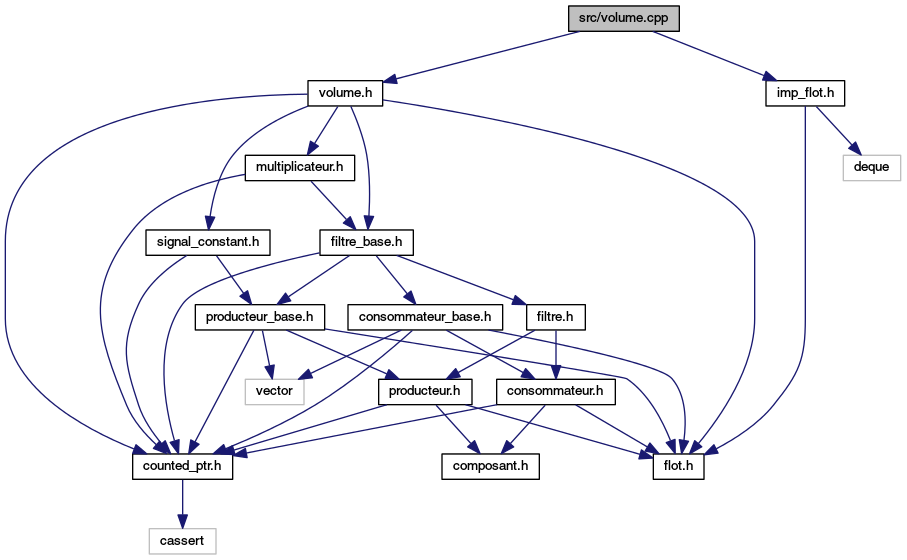 src/volume.cpp
volume.h
imp_flot.h
multiplicateur.h
deque
signal_constant.h
filtre_base.h
producteur_base.h
consommateur_base.h
filtre.h
vector
producteur.h
consommateur.h
counted_ptr.h
composant.h
flot.h
cassert